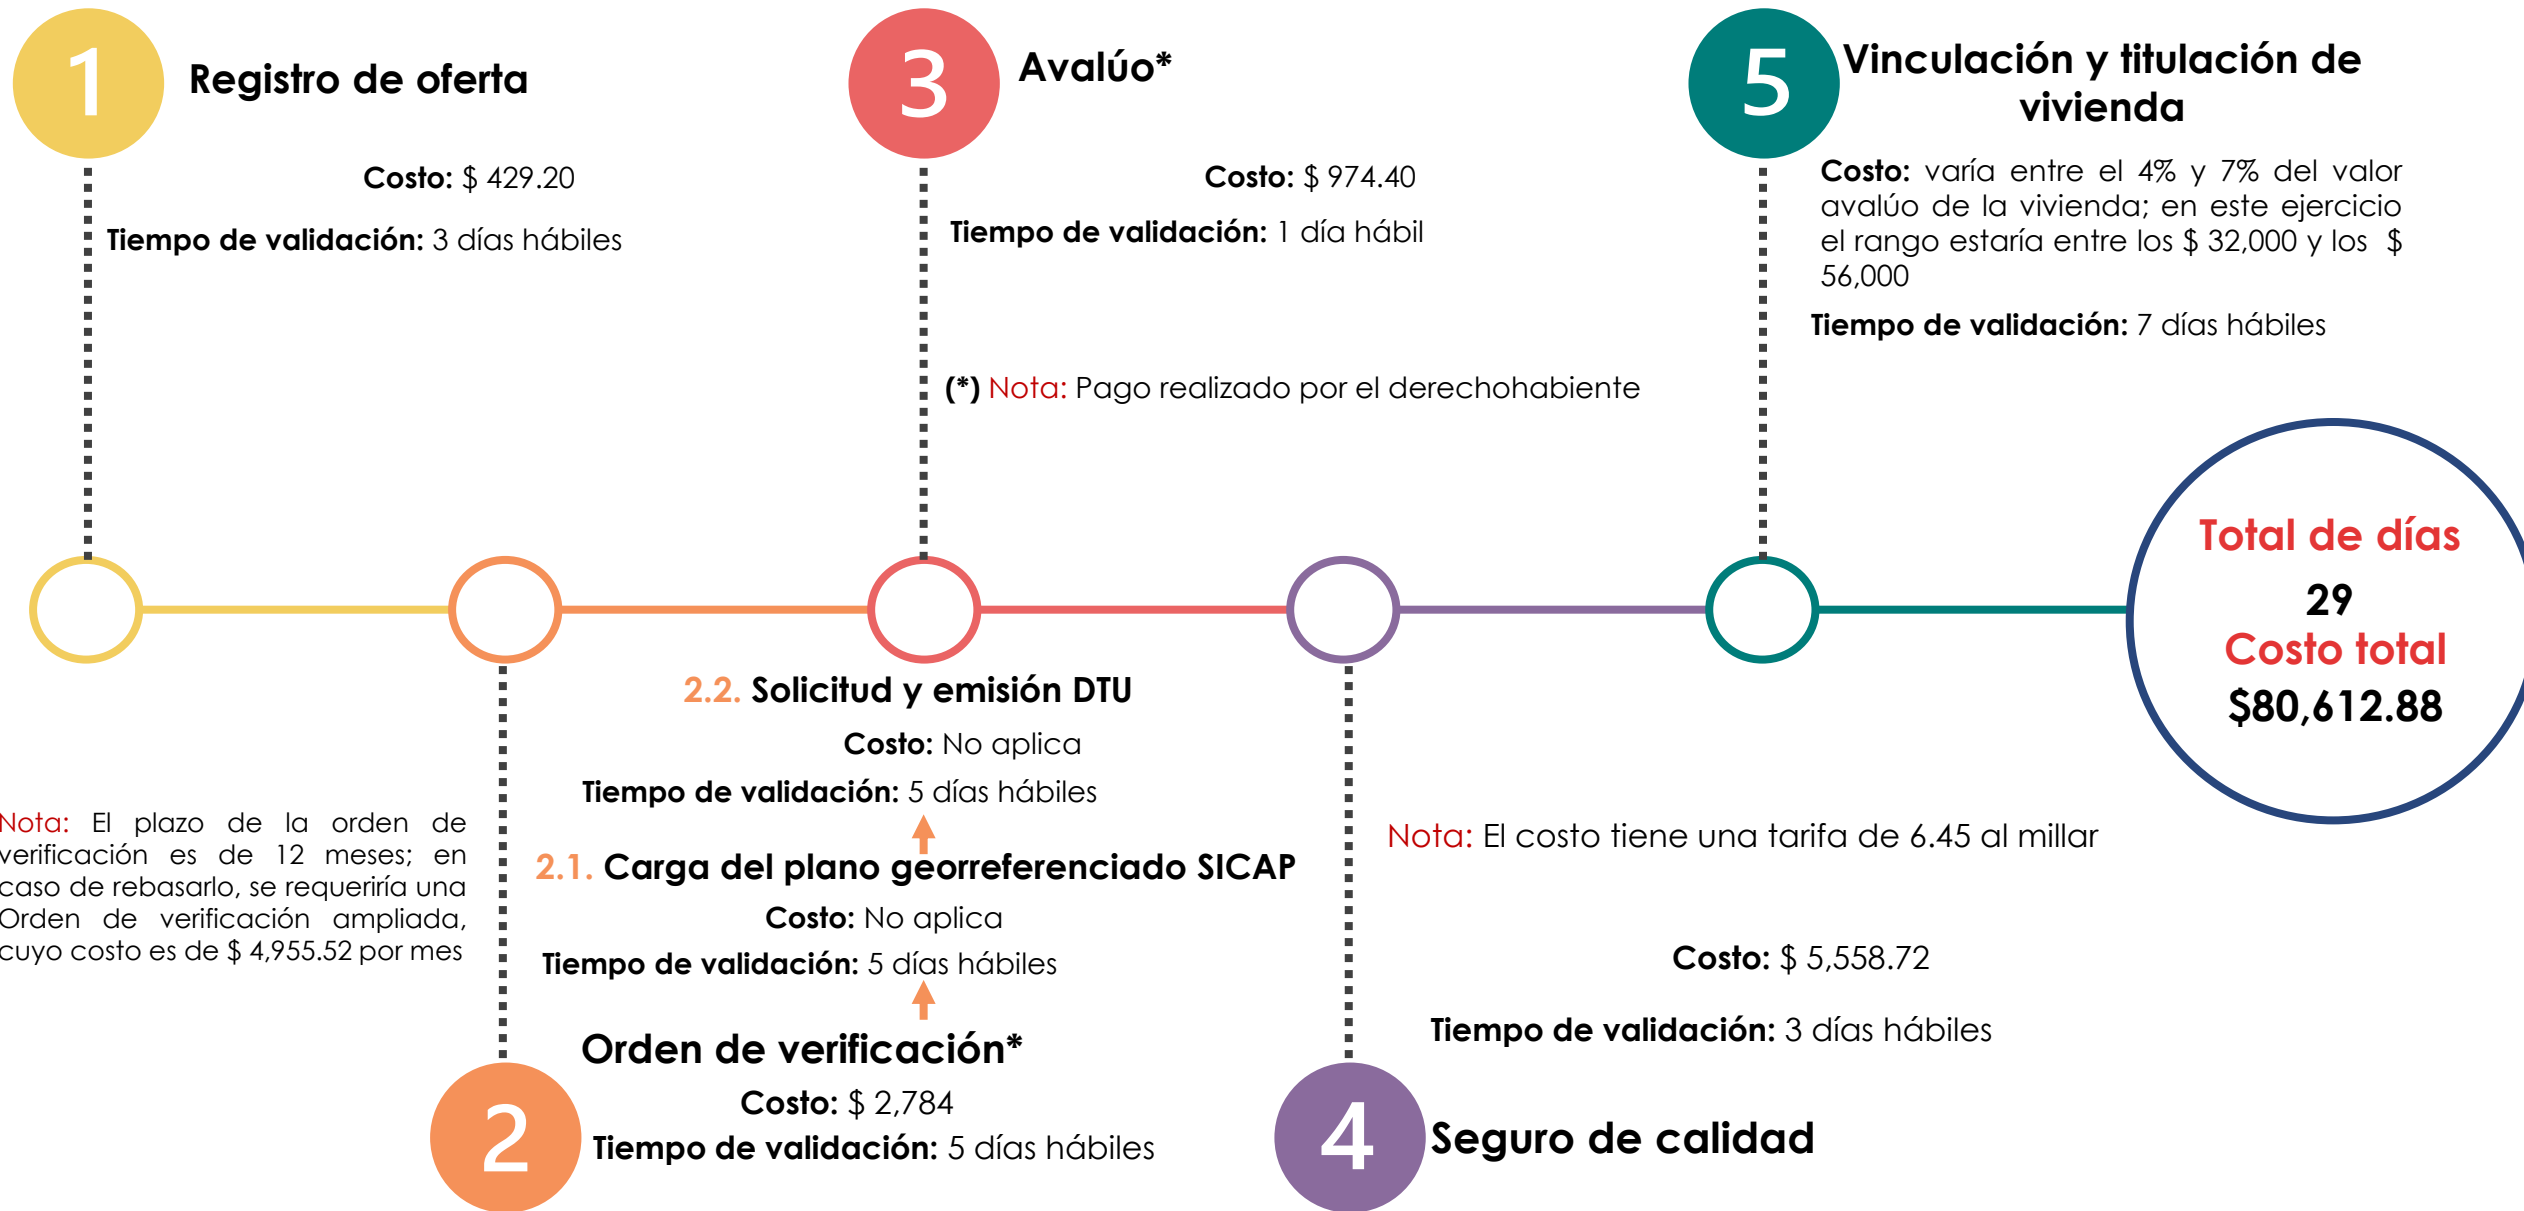 1
Registro de oferta
Costo: $ 429.20
Tiempo de validación: 3 días hábiles
3
Avalúo*
Costo: $ 974.40
Tiempo de validación: 1 día hábil
(*) Nota: Pago realizado por el derechohabiente
5
Vinculación y titulación de
vivienda
Costo: varía entre el 4% y 7% del valor
avalúo de la vivienda; en este ejercicio
el rango estaría entre los $ 32,000 y los $
56,000
Tiempo de validación: 7 días hábiles
Total de días
29
Costo total
$80,612.88
2.2. Solicitud y emisión DTU
Costo: No aplica
Tiempo de validación: 5 días hábiles
2.1. Carga del plano georreferenciado SICAP
Costo: No aplica
Tiempo de validación: 5 días hábiles
Orden de verificación*
Costo: $ 2,784
Tiempo de validación: 5 días hábiles
2
Nota: El plazo de la orden de
verificación es de 12 meses; en
caso de rebasarlo, se requeriría una
Orden de verificación ampliada,
cuyo costo es de $ 4,955.52 por mes
Nota: El costo tiene una tarifa de 6.45 al millar
Costo: $ 5,558.72
Tiempo de validación: 3 días hábiles
4
Seguro de calidad